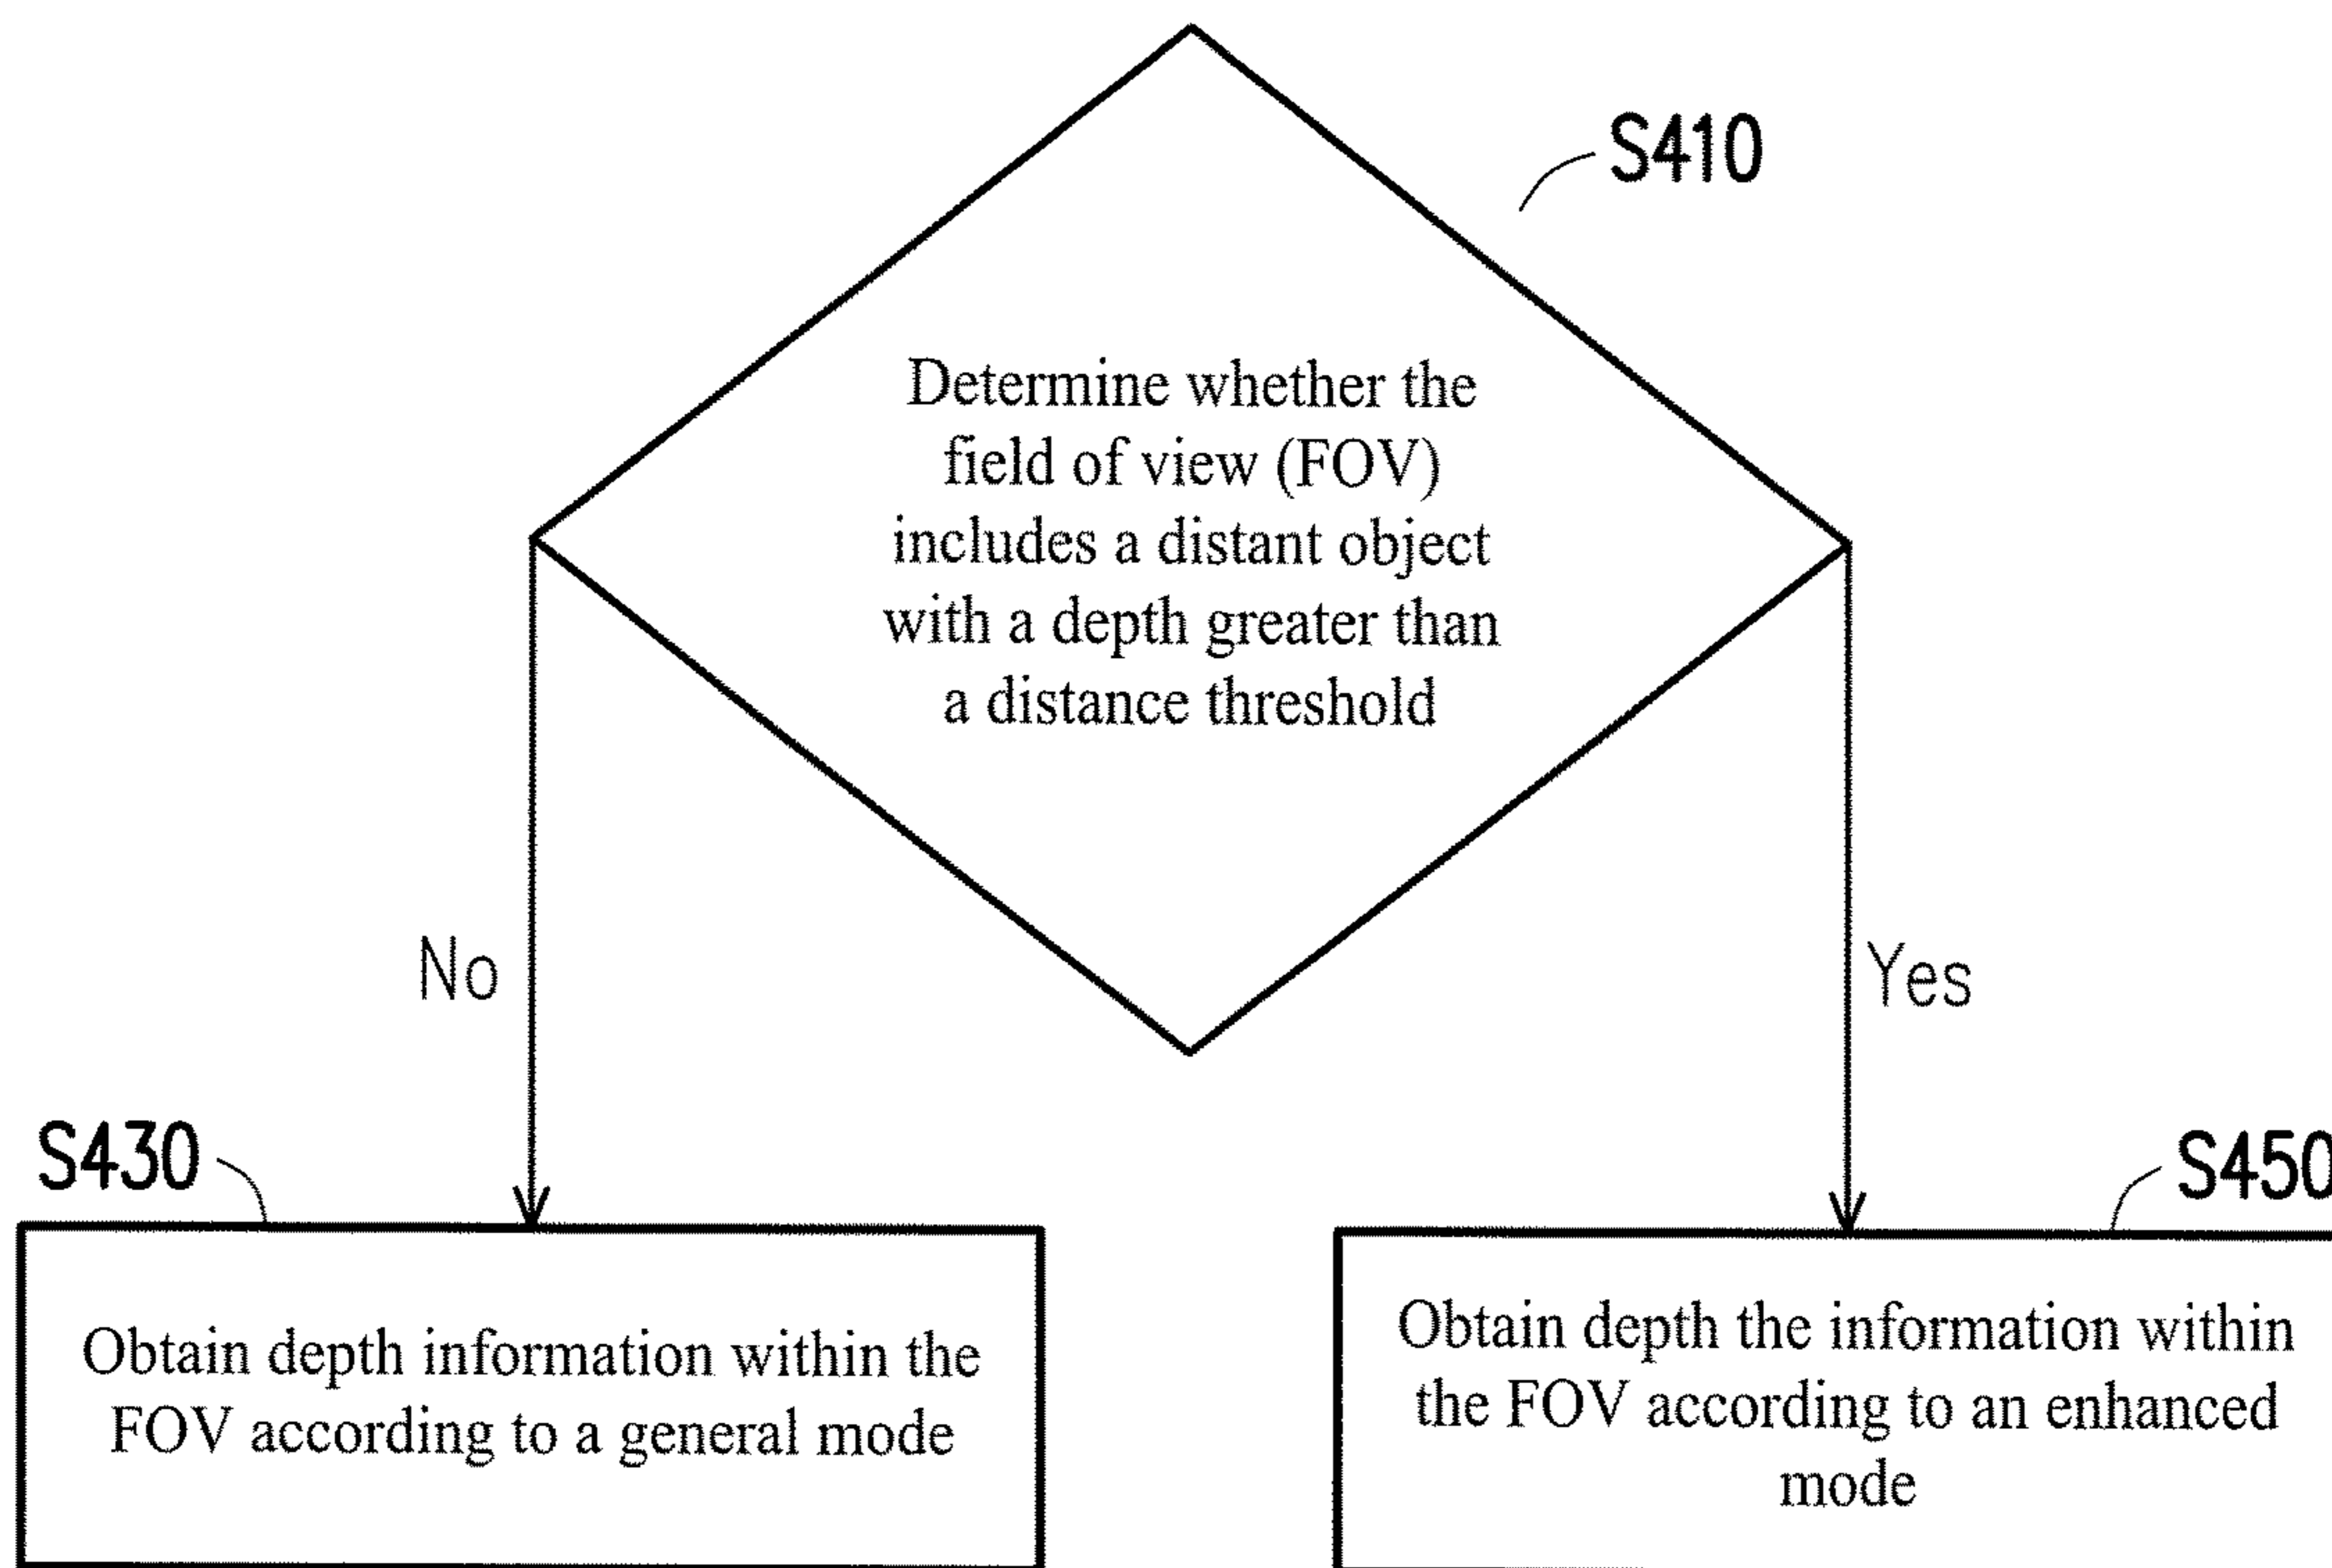 S410
Determine whether the
field of view (FOV)
includes a distant object
with a depth greater than
a distance threshold
No
Yes
S430
S450
Obtain depth information within the
FOV according to a general mode
Obtain depth the information within
the FOV according to an enhanced
mode